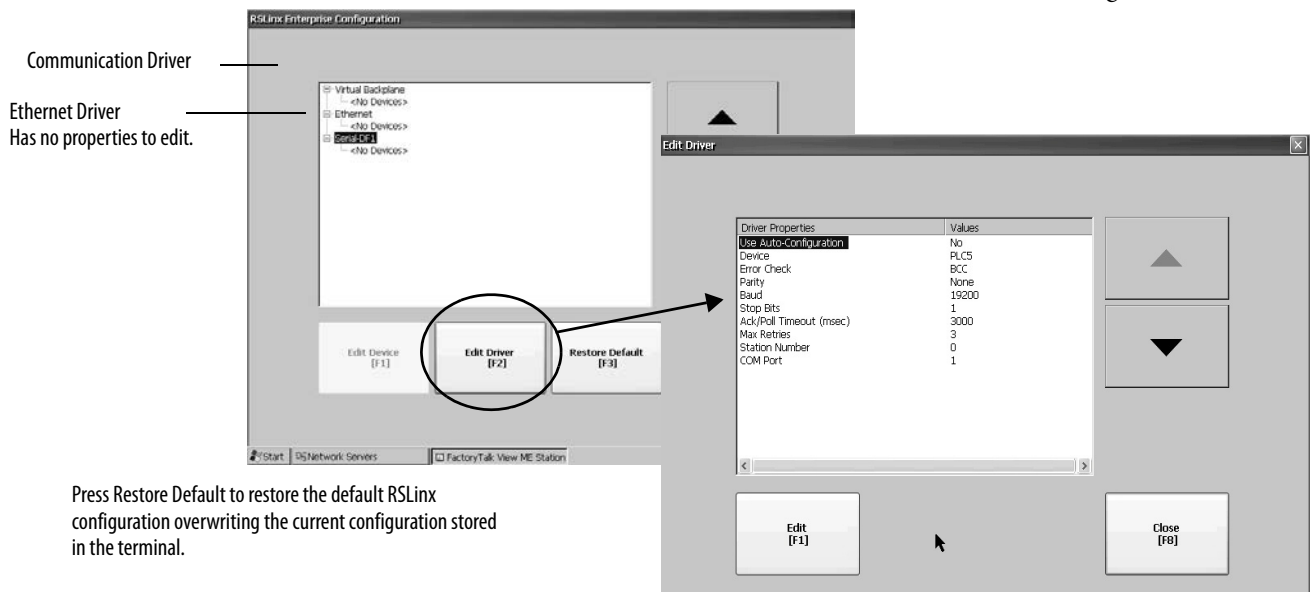 RSLinx Enterprise Configuration
Communication Driver
Ethernet Driver
Has no properties to edit.
Virtual Backplane
<No Devices>
Ethernet
<No Devices>
Serial-DF1
<No Devices>
Edit Device
[F1]
Edit Driver
[F2]
Restore Default
[F3]
Start
Network Servers
FactoryTalk View ME Station
Edit Driver
Driver Properties Values
Use Auto-Configuration No
Device PLC5
Error Check BCC
Parity None
Baud 19200
Stop Bits 1
Ack/Poll Timeout (msec) 3000
Max Retries 3
Station Number 0
COM Port 1
Edit
[F1]
Close
[F8]
Press Restore Default to restore the default RSLinx
configuration overwriting the current configuration stored
in the terminal.